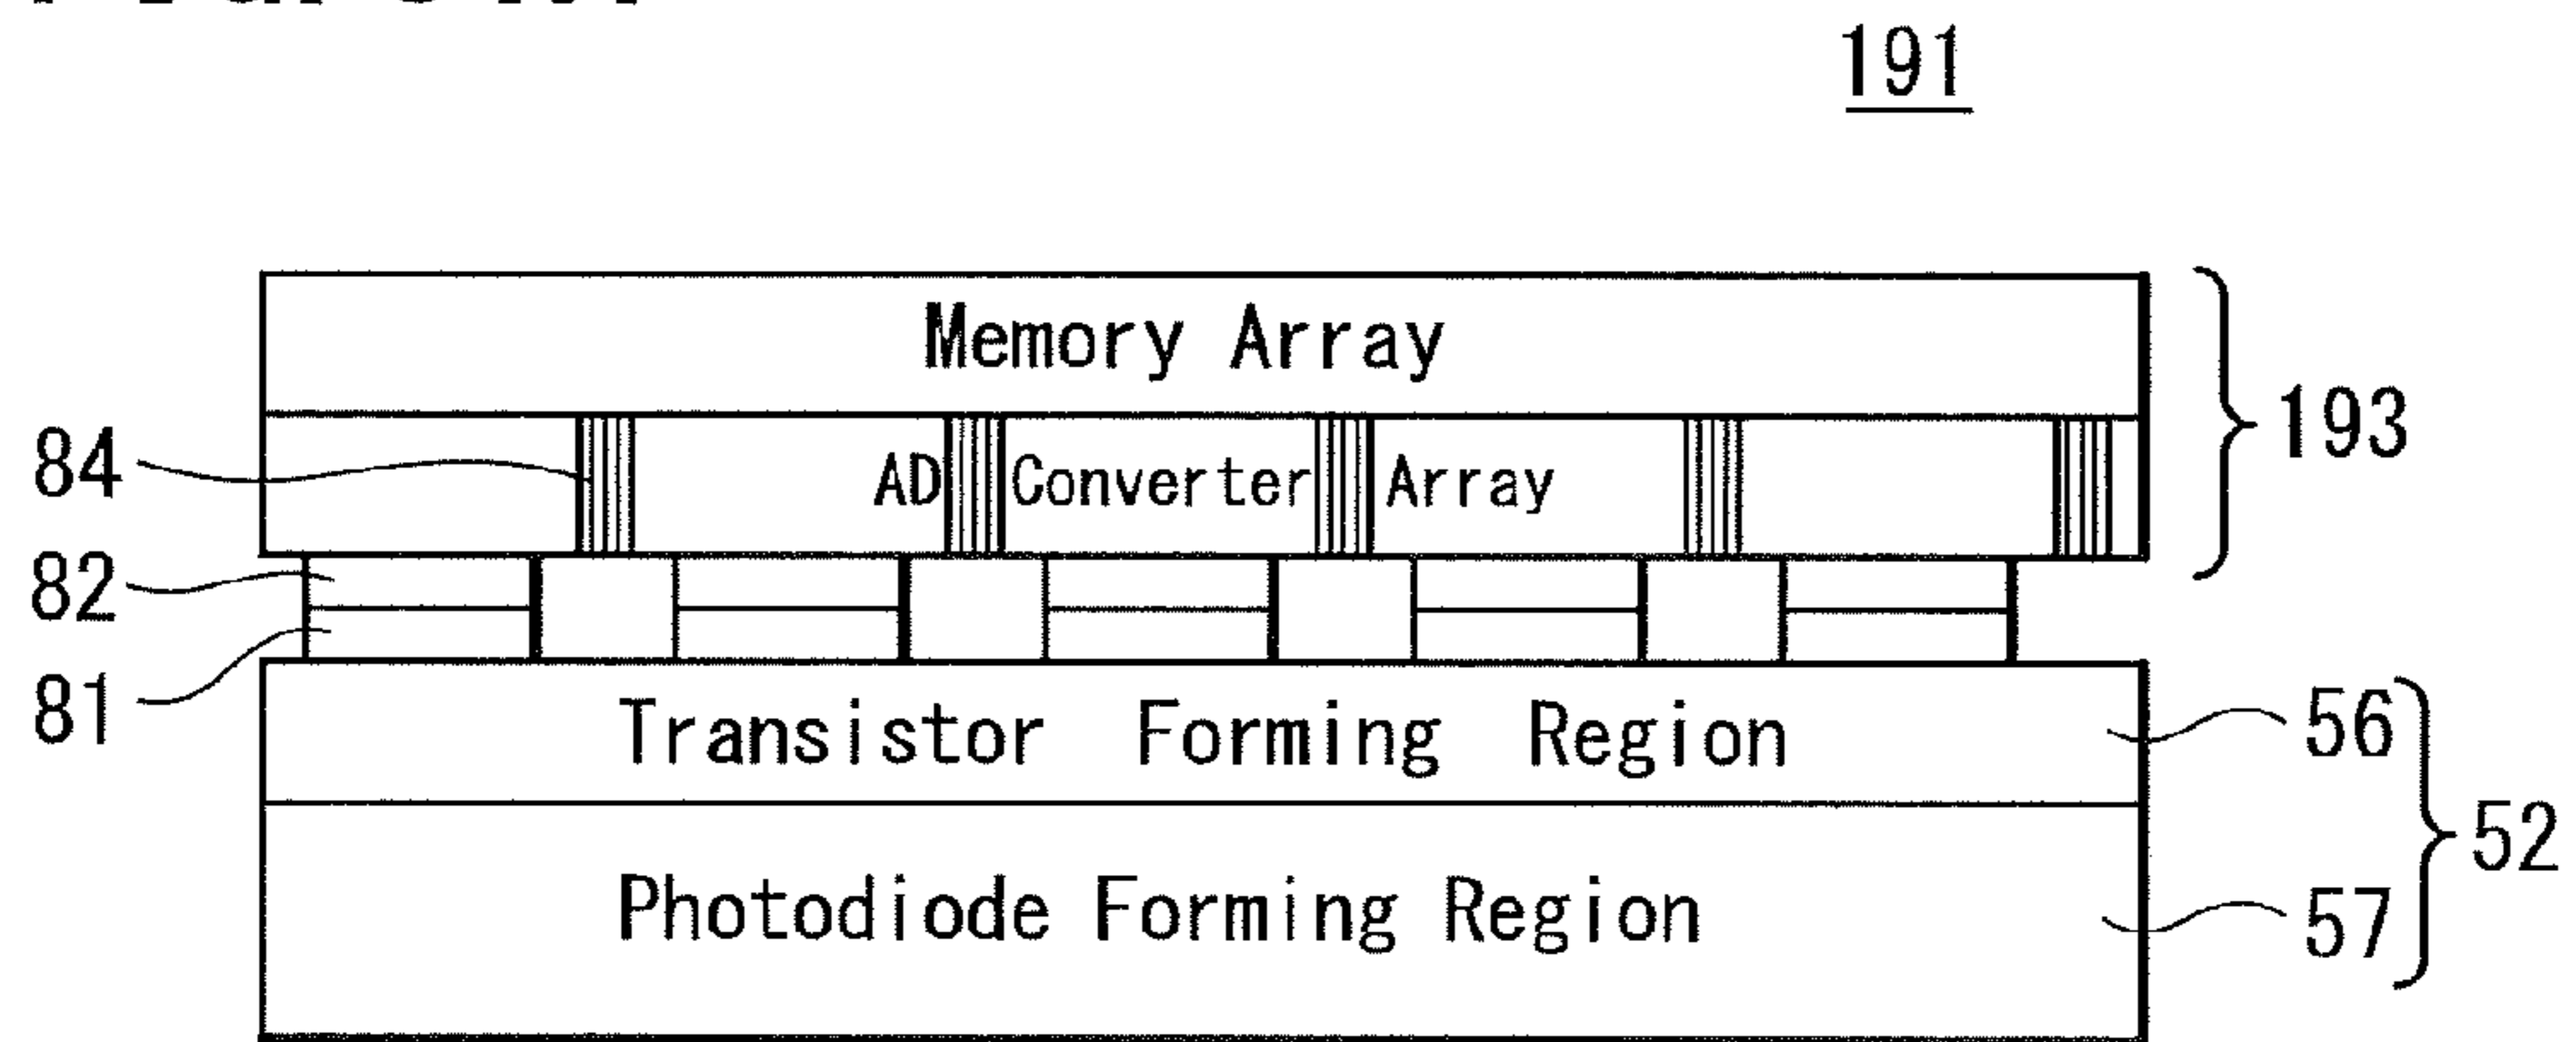 191
Memory Array
193
84
AD Converter Array
82
81
Transistor Forming Region
56
52
Photodiode Forming Region
57